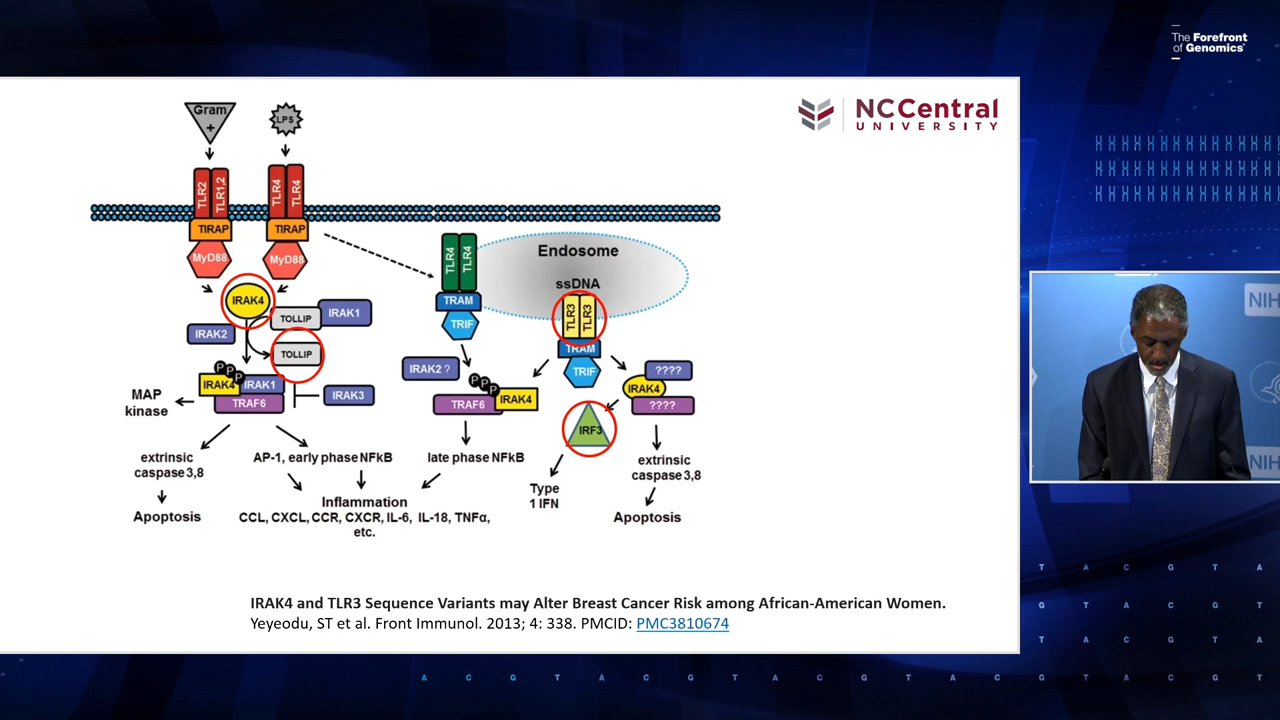 The Forefront
of Genomics®
NCCentral
UNIVERSITY
Gram
+
LPS
TLR2
TLR1,2
TLR4
TLR4
TIRAP
TIRAP
MyD88
MyD88
TLR4
TLR4
Endosome
ssDNA
TRAM
TRIF
TLR3
TLR3
TRAM
TRIF
IRAK4
TOLLIP
IRAK1
IRAK2
TOLLIP
P
P
P
IRAK4
IRAK1
TRAF6
IRAK3
MAP
kinase
IRAK2 ?
P
P
P
TRAF6
IRAK4
????
IRAK4
????
IRF3
extrinsic
caspase 3,8
AP-1, early phase NFkB
late phase NFkB
extrinsic
caspase 3,8
Apoptosis
Inflammation
CCL, CXCL, CCR, CXCR, IL-6, IL-18, TNFα,
etc.
Type
1 IFN
Apoptosis
IRAK4 and TLR3 Sequence Variants may Alter Breast Cancer Risk among African-American Women.
Yeyeodu, ST et al. Front Immunol. 2013; 4: 338. PMCID: PMC3810674
NIH
NIH
T A C G T A
G T A C G T
T A C G T A
A C G T A C G T A C G T A C G T A C G T